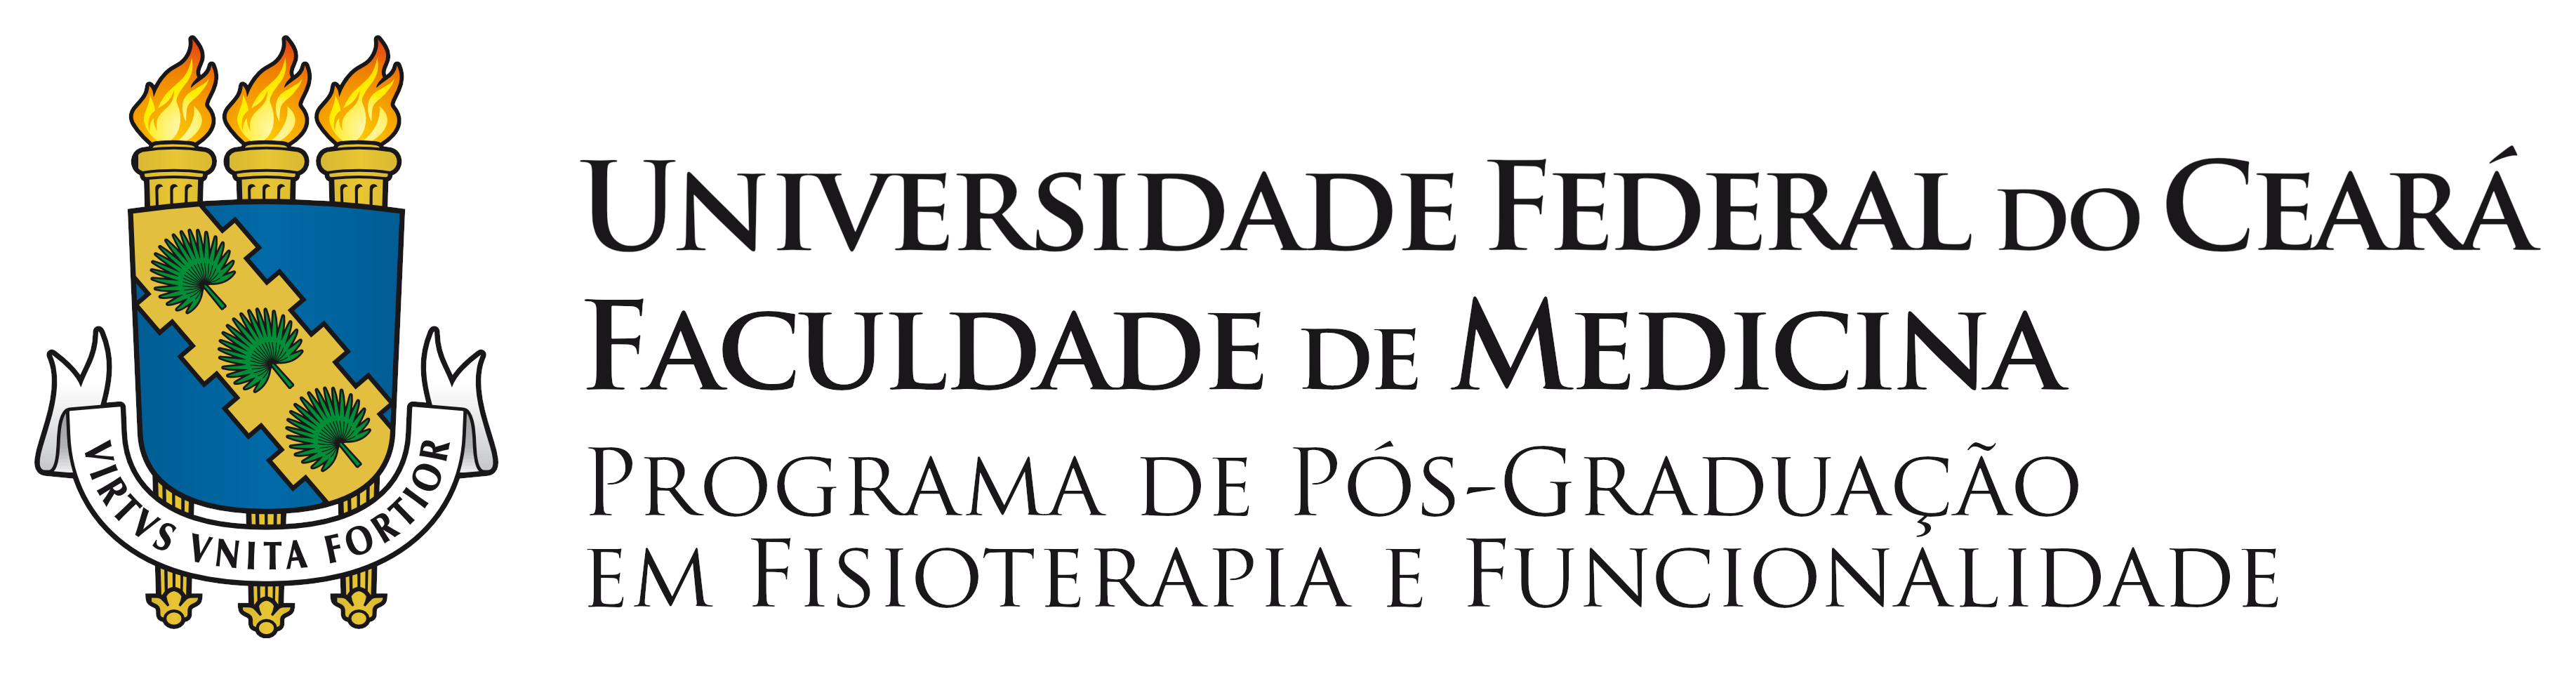 VIRTVS VNITA FORTIOR
UNIVERSIDADE FEDERAL DO CEARÁ
FACULDADE DE MEDICINA
PROGRAMA DE PÓS-GRADUAÇÃO
EM FISIOTERAPIA E FUNCIONALIDADE